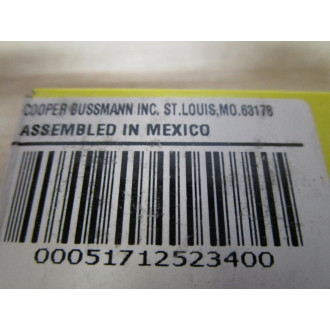 COOPER BUSSMANN INC. ST.LOUIS,MO.63178
ASSEMBLED IN MEXICO
00051712523400